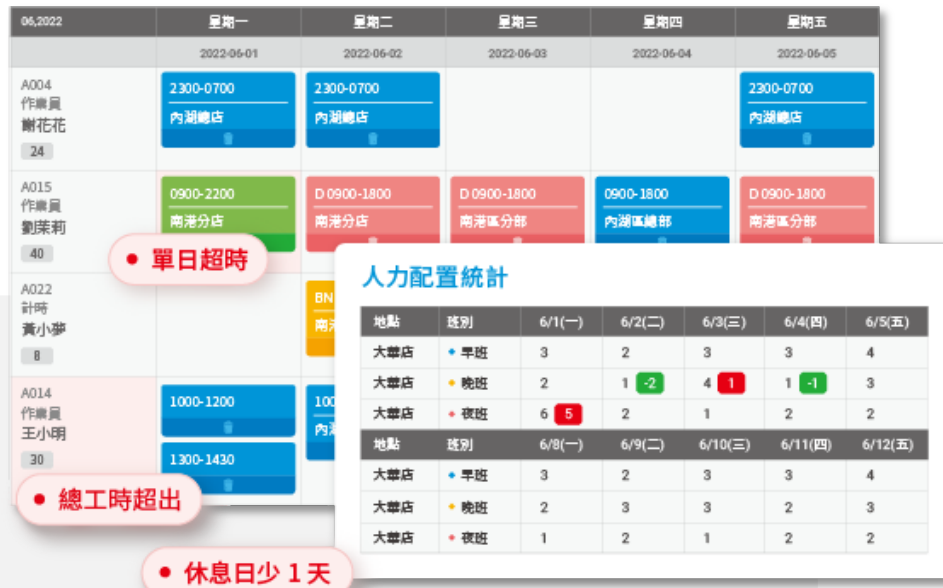 06,2022 星期一 星期二 星期三 星期四 星期五
2022-06-01 2022-06-02 2022-06-03 2022-06-04 2022-06-05
A004
作業員
謝花花
24
2300-0700 2300-0700 2300-0700
內湖總店 內湖總店 內湖總店
A015
作業員
劉茉莉
40
0900-2200 D 0900-1800 D 0900-1800 0900-1800 D 0900-1800
南港分店 南港分店 南港區分部 內湖區總部 南港區分部
單日超時
A022
計時
黃小夢
8
BN
南
A014
作業員
王小明
30
1000-1200 100
內
1300-1430
總工時超出
休息日少 1 天
人力配置統計
地點 班別 6/1(一) 6/2(二) 6/3(三) 6/4(四) 6/5(五)
大華店 早班 3 2 3 3 4
大華店 晚班 2 1 -2 4 1 1 -1 3
大華店 夜班 6 5 2 1 2 2
地點 班別 6/8(一) 6/9(二) 6/10(三) 6/11(四) 6/12(五)
大華店 早班 3 2 3 3 4
大華店 晚班 2 3 3 2 3
大華店 夜班 1 2 1 2 2